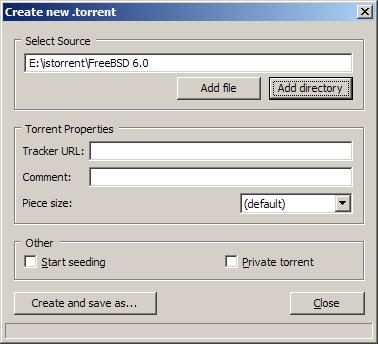 Create new .torrent
Select Source
E:\istorrent\FreeBSD 6.0
Add file
Add directory
Torrent Properties
Tracker URL:
Comment:
Piece size:
(default)
Other
Start seeding
Private torrent
Create and save as...
Close